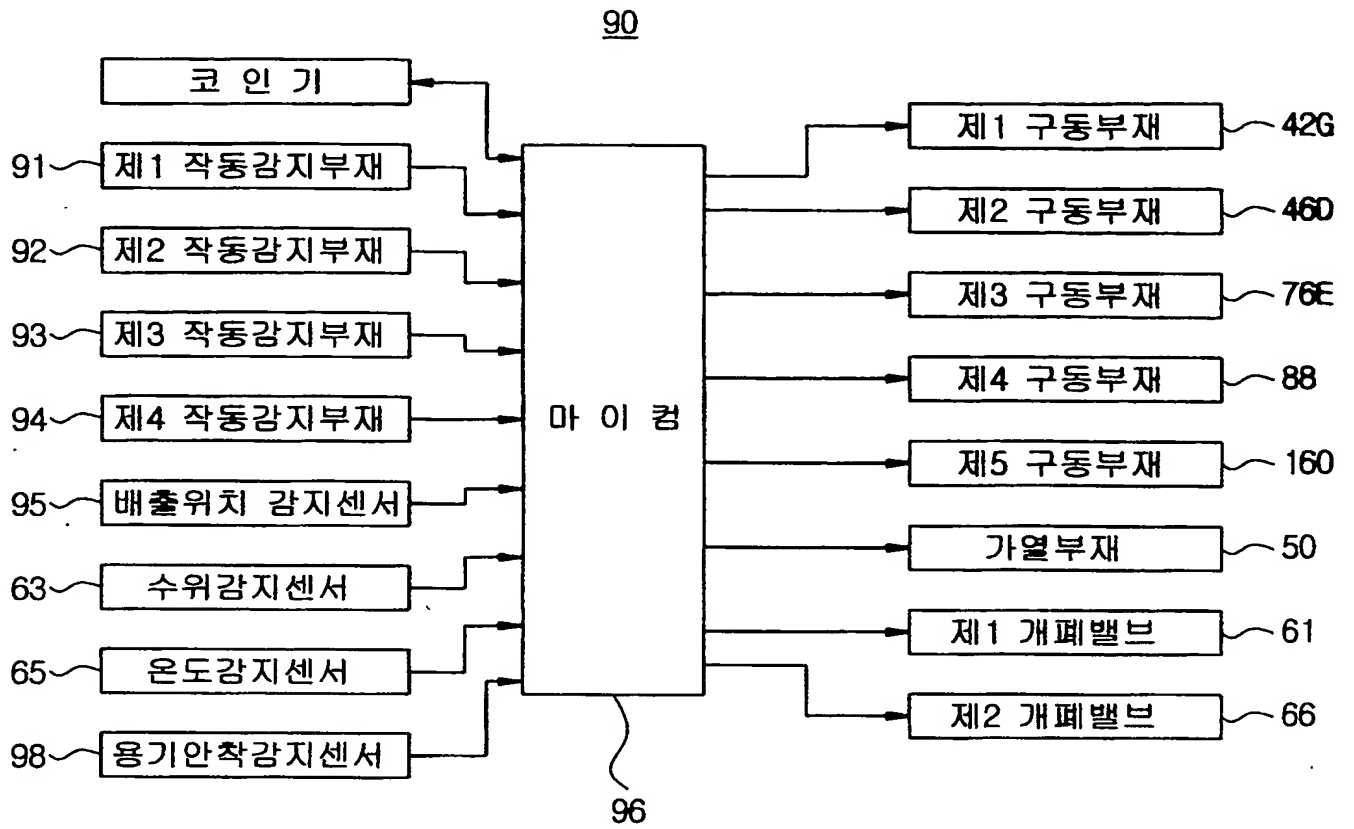 90
코 인 기
91 제1 작동감지부재
92 제2 작동감지부재
93 제3 작동감지부재
94 제4 작동감지부재
95 배출위치 감지센서
63 수위감지센서
65 온도감지센서
98 용기안착감지센서
마 이 컴
96
제1 구동부재 42G
제2 구동부재 46D
제3 구동부재 76E
제4 구동부재 88
제5 구동부재 160
가열부재 50
제1 개폐밸브 61
제2 개폐밸브 66